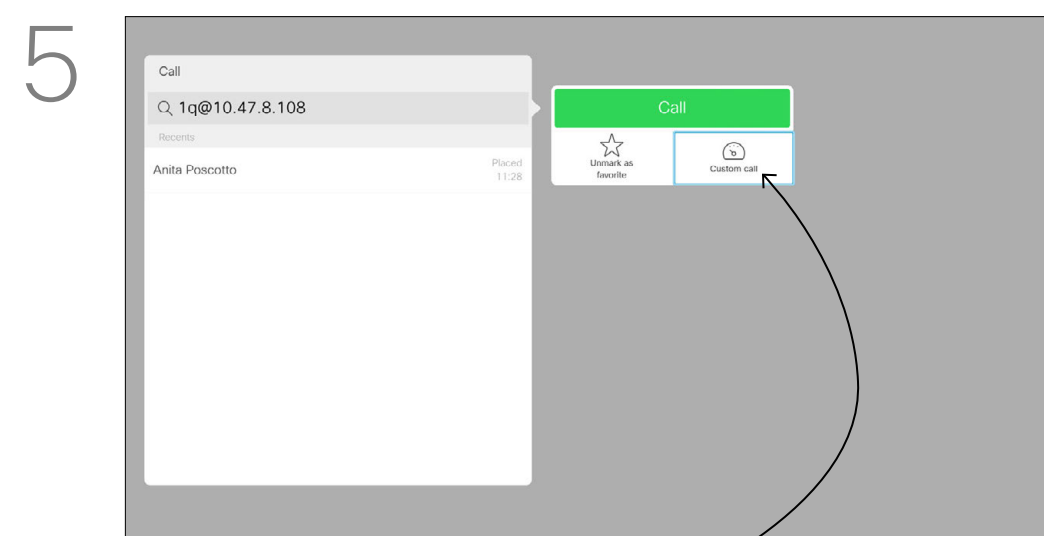 5
Call
1q@10.47.8.108
Recents
Anita Poscotto
Placed
11:28
Call
Unmark as
favorite
Custom call